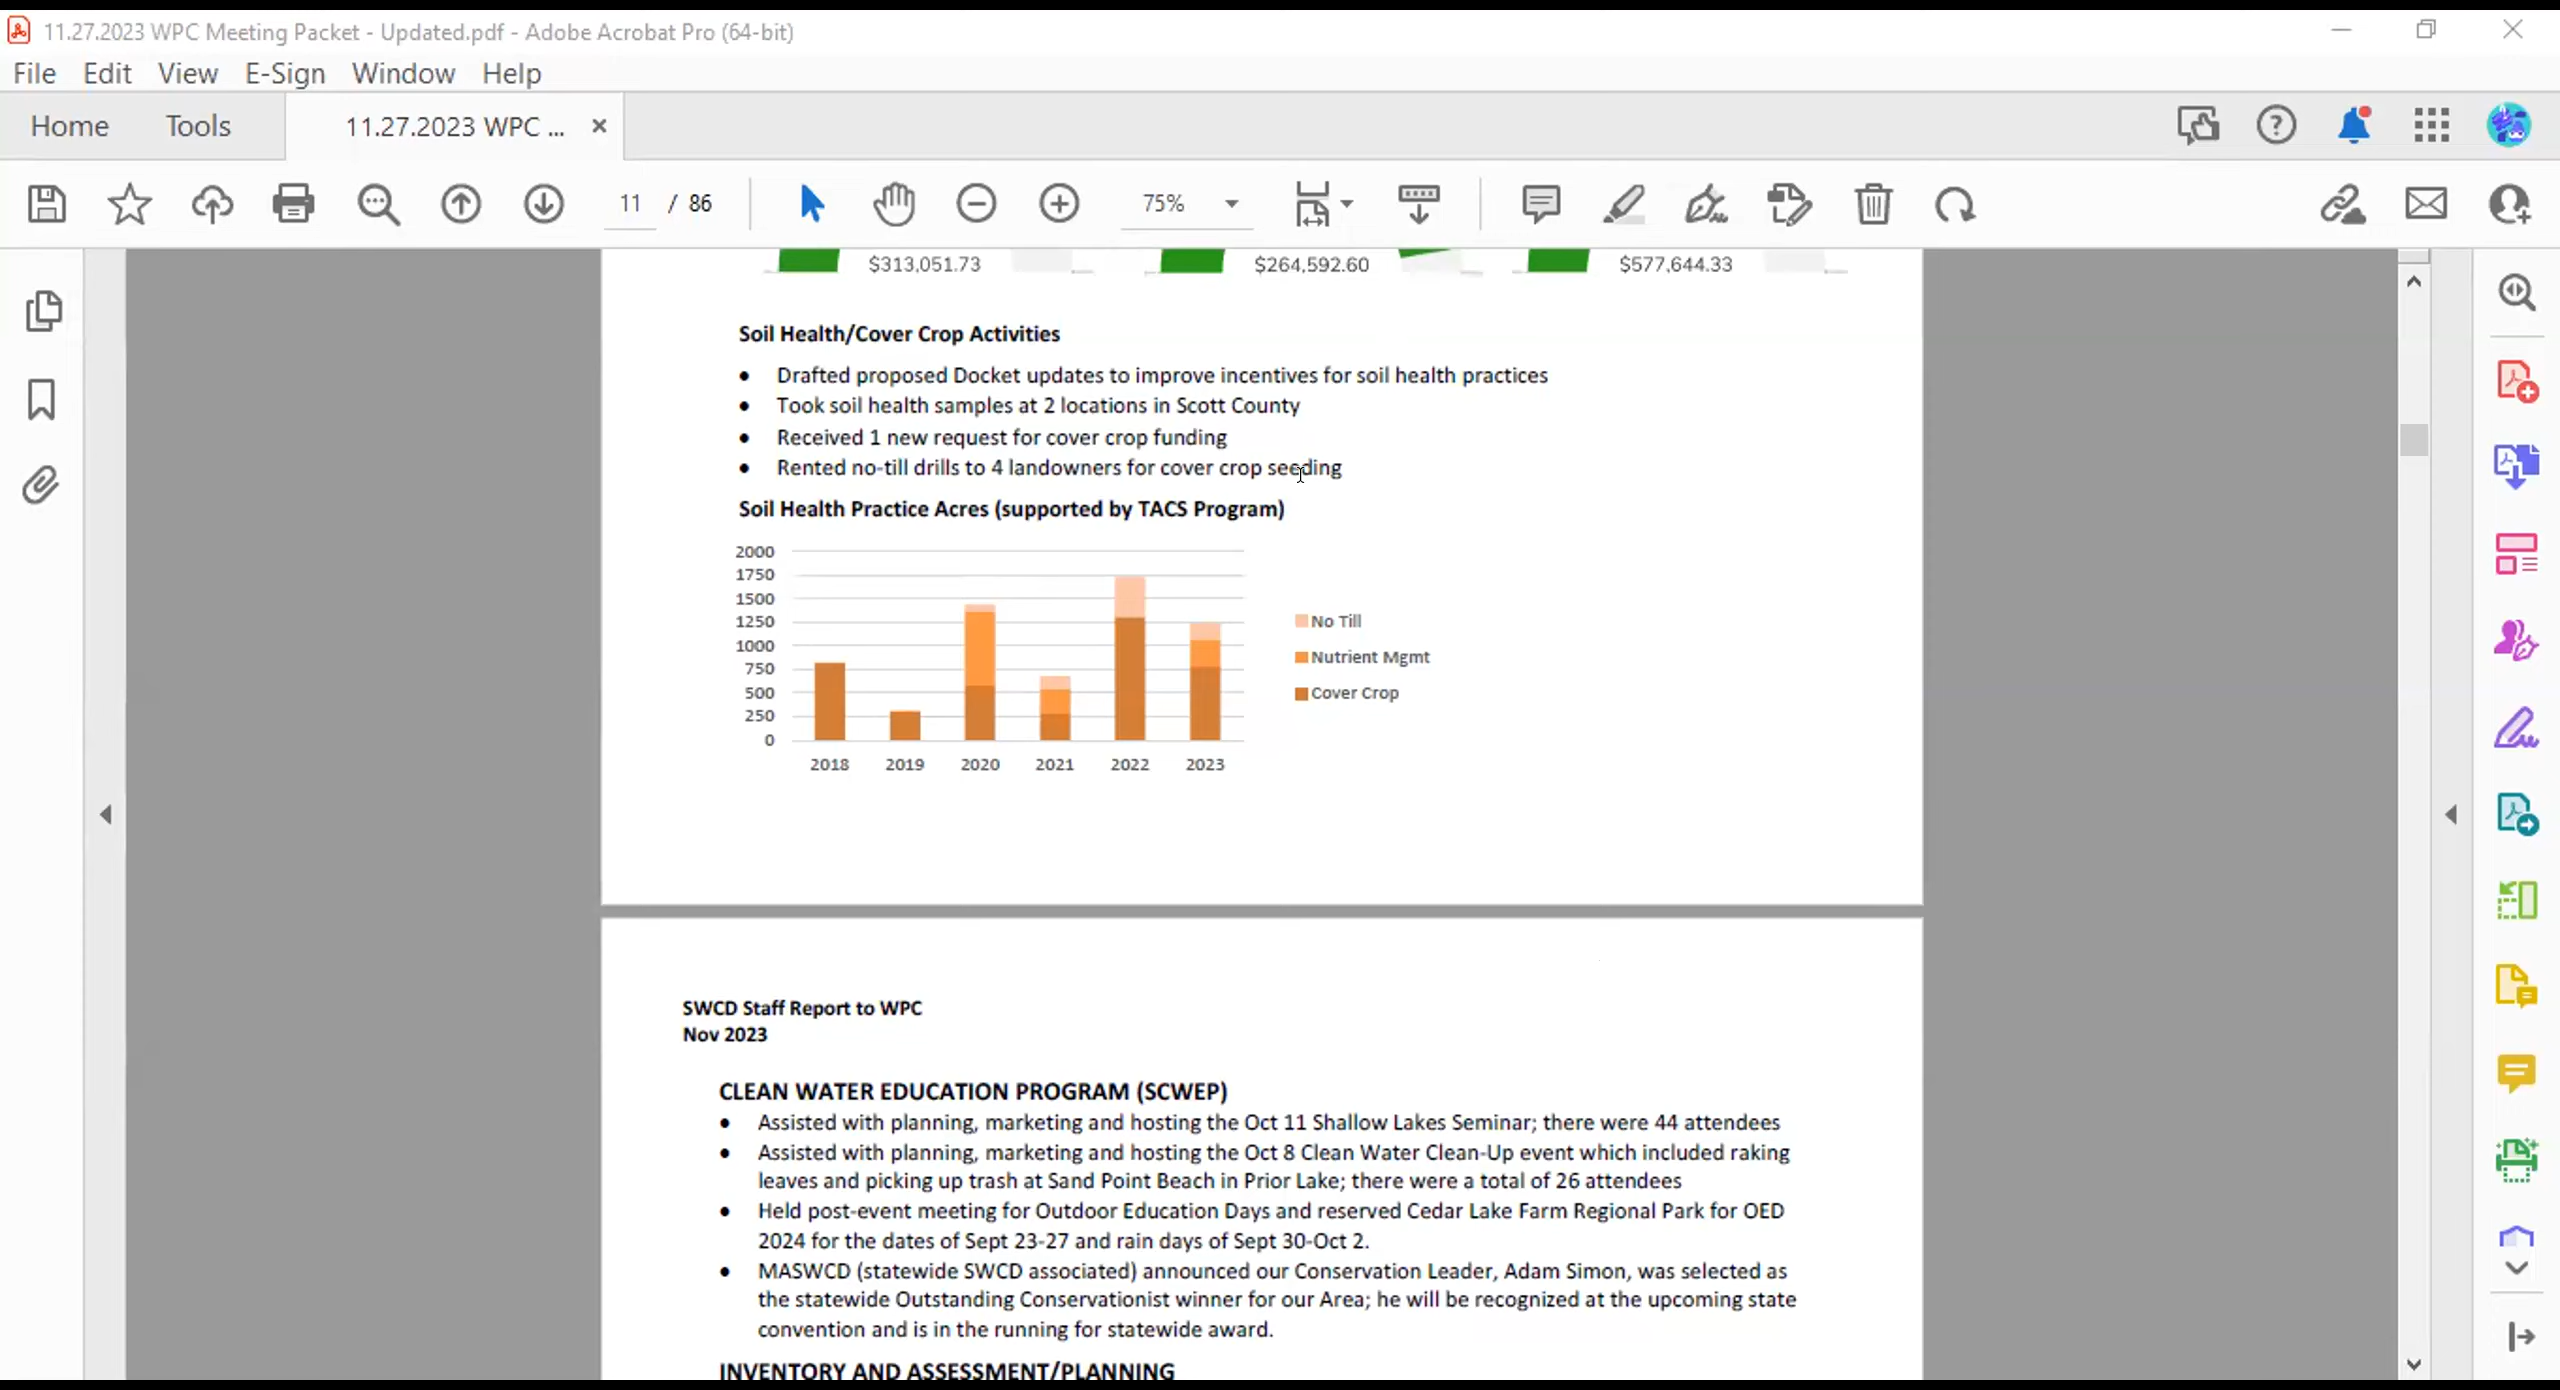 11.27.2023 WPC Meeting Packet - Updated.pdf - Adobe Acrobat Pro (64-bit)
File Edit View E-Sign Window Help
Home Tools 11.27.2023 WPC ...
11 / 86 75%
$313,051.73 $264,592.60 $577,644.33
Soil Health/Cover Crop Activities
• Drafted proposed Docket updates to improve incentives for soil health practices
• Took soil health samples at 2 locations in Scott County
• Received 1 new request for cover crop funding
• Rented no-till drills to 4 landowners for cover crop seeding
Soil Health Practice Acres (supported by TACS Program)
2000
1750
1500
1250
1000
750
500
250
0
2018 2019 2020 2021 2022 2023
No Till
Nutrient Mgmt
Cover Crop
SWCD Staff Report to WPC
Nov 2023
CLEAN WATER EDUCATION PROGRAM (SCWEP)
• Assisted with planning, marketing and hosting the Oct 11 Shallow Lakes Seminar; there were 44 attendees
• Assisted with planning, marketing and hosting the Oct 8 Clean Water Clean-Up event which included raking
leaves and picking up trash at Sand Point Beach in Prior Lake; there were a total of 26 attendees
• Held post-event meeting for Outdoor Education Days and reserved Cedar Lake Farm Regional Park for OED
2024 for the dates of Sept 23-27 and rain days of Sept 30-Oct 2.
• MASWCD (statewide SWCD associated) announced our Conservation Leader, Adam Simon, was selected as
the statewide Outstanding Conservationist winner for our Area; he will be recognized at the upcoming state
convention and is in the running for statewide award.
INVENTORY AND ASSESSMENT/PLANNING